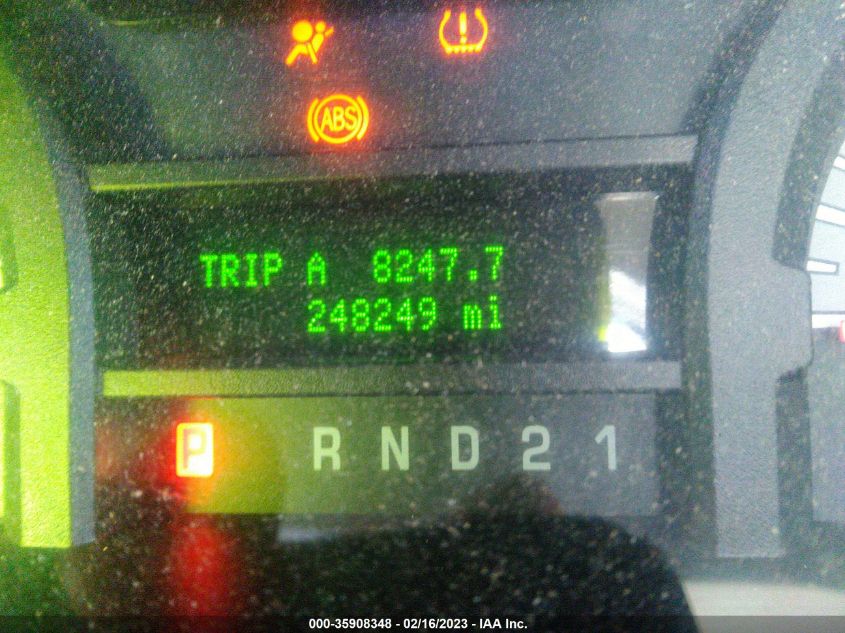 ABS
TRIP A 8247.7
248249 mi
P R N D 2 1
000-35908348 - 02/16/2023 - IAA Inc.